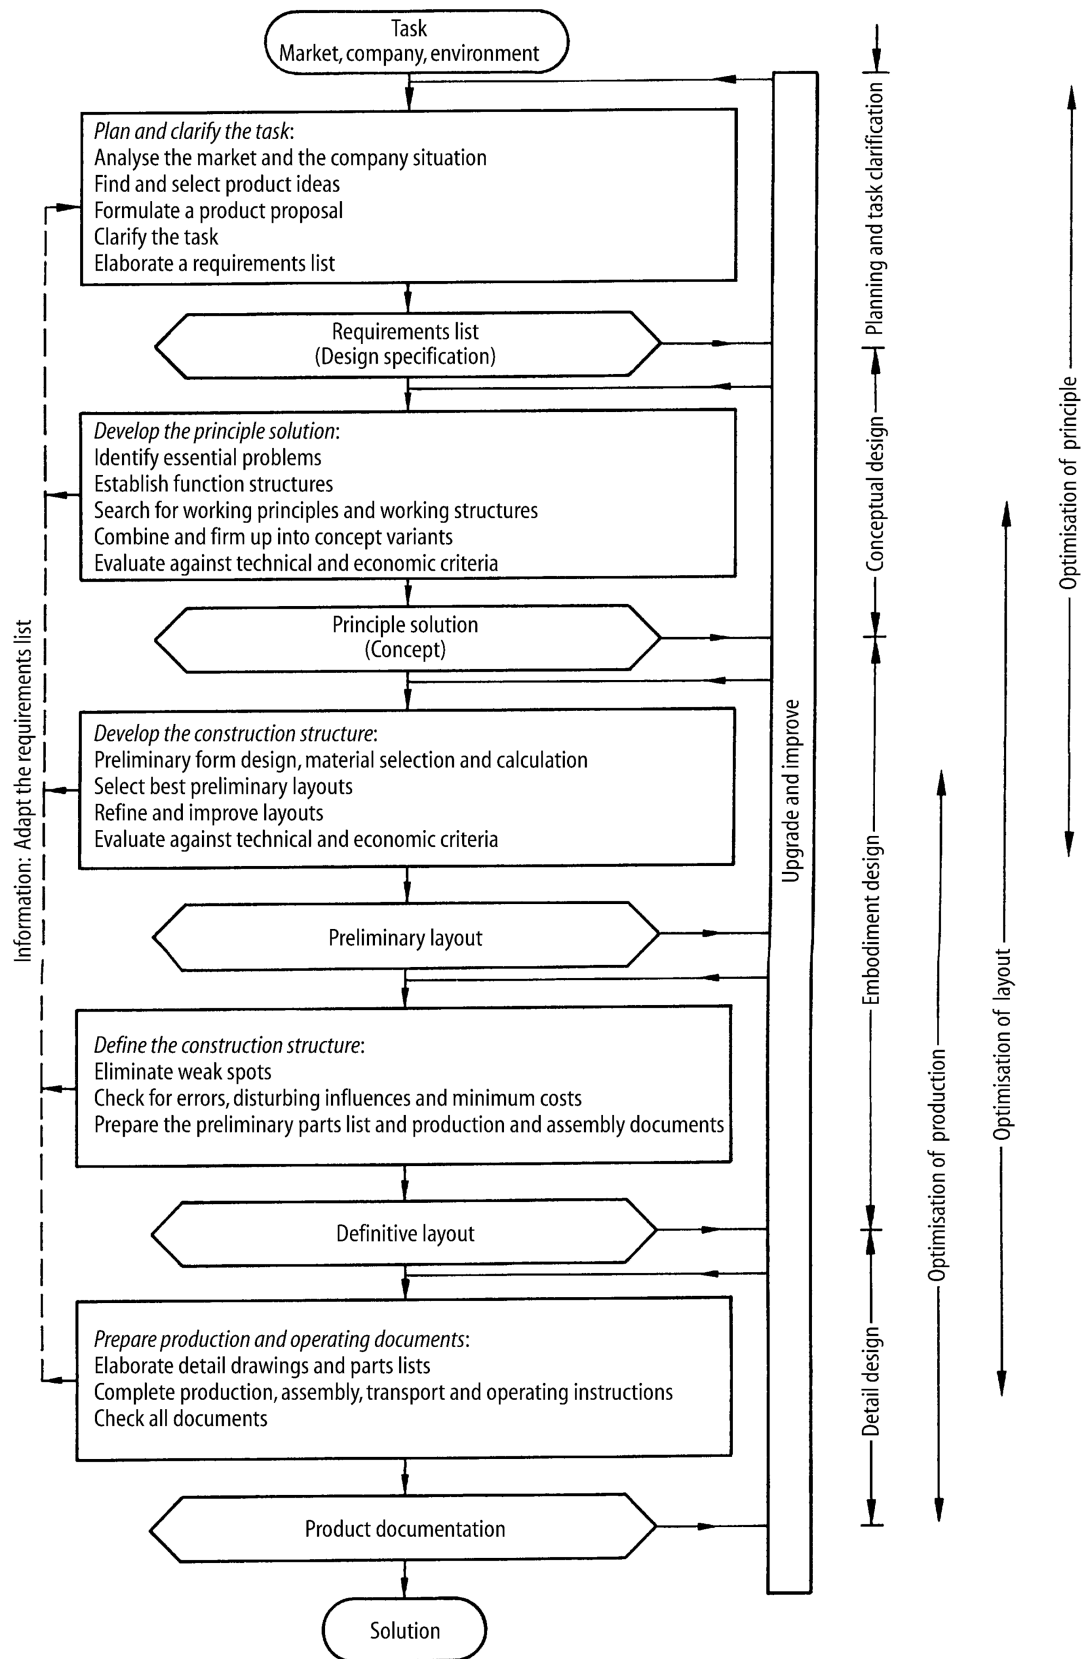 Task
Market, company, environment
Plan and clarify the task:
Analyse the market and the company situation
Find and select product ideas
Formulate a product proposal
Clarify the task
Elaborate a requirements list
Requirements list
(Design specification)
Develop the principle solution:
Identify essential problems
Establish function structures
Search for working principles and working structures
Combine and firm up into concept variants
Evaluate against technical and economic criteria
Principle solution
(Concept)
Develop the construction structure:
Preliminary form design, material selection and calculation
Select best preliminary layouts
Refine and improve layouts
Evaluate against technical and economic criteria
Preliminary layout
Define the construction structure:
Eliminate weak spots
Check for errors, disturbing influences and minimum costs
Prepare the preliminary parts list and production and assembly documents
Definitive layout
Prepare production and operating documents:
Elaborate detail drawings and parts lists
Complete production, assembly, transport and operating instructions
Check all documents
Product documentation
Solution
Information: Adapt the requirements list
Upgrade and improve
Planning and task clarification
Conceptual design
Embodiment design
Detail design
Optimisation of production
Optimisation of layout
Optimisation of principle